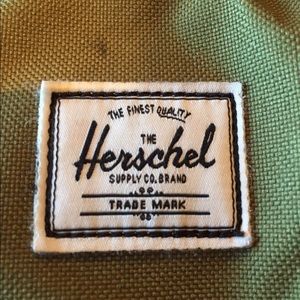 THE FINEST QUALITY
THE
Herschel
SUPPLY CO. BRAND
TRADE MARK